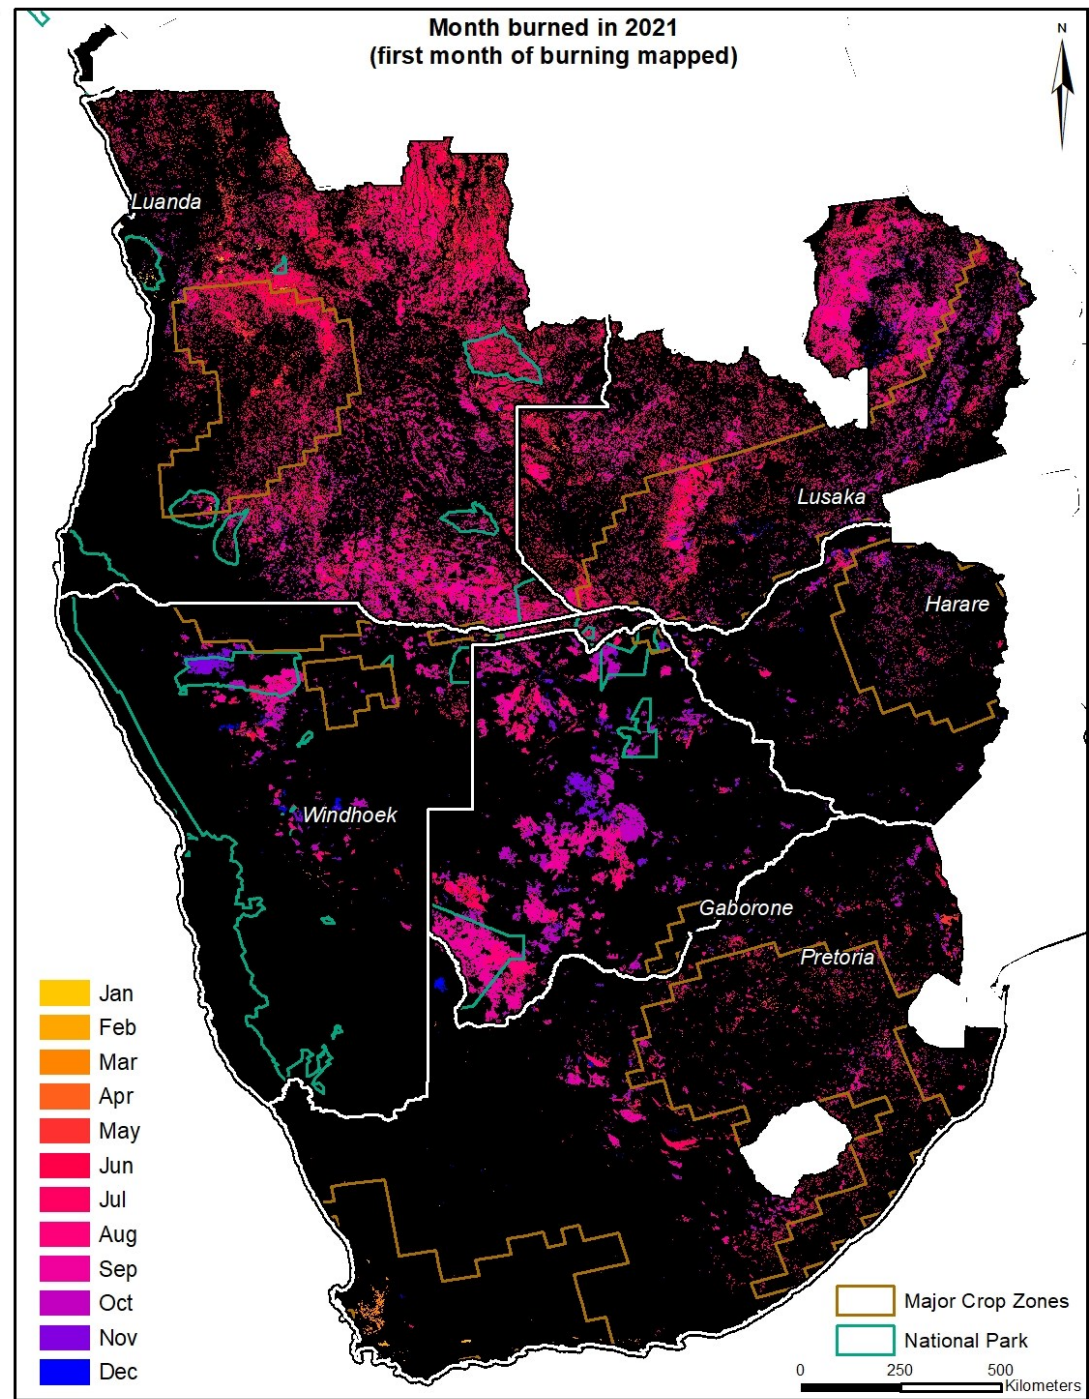 Month burned in 2021
(first month of burning mapped)
N
Luanda
Lusaka
Harare
Windhoek
Gaborone
Pretoria
Jan
Feb
Mar
Apr
May
Jun
Jul
Aug
Sep
Oct
Nov
Dec
Major Crop Zones
National Park
0 250 500
Kilometers